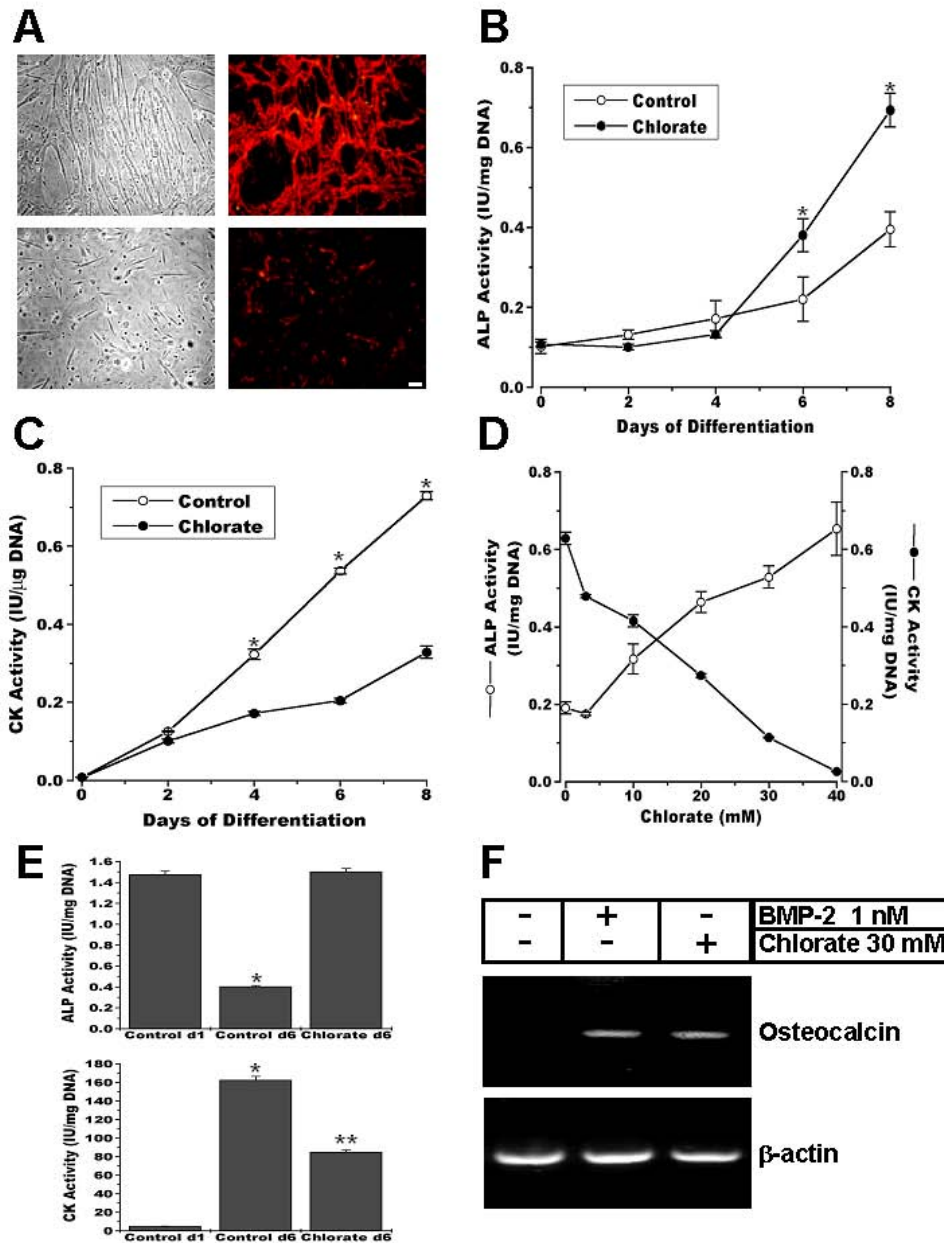 A
B
ALP Activity (IU/mg DNA)
0.8
0.6
0.4
0.2
0.0
Control
Chlorate
*
*
0 2 4 6 8
Days of Differentiation
C
CK Activity (IU/µg DNA)
0.8
0.6
0.4
0.2
0.0
Control
Chlorate
*
*
*
0 2 4 6 8
Days of Differentiation
D
ALP Activity
(IU/mg DNA)
0.8
0.6
0.4
0.2
0.0
0.8
0.6
0.4
0.2
0.0
CK Activity
(IU/mg DNA)
0 10 20 30 40
Chlorate (mM)
E
ALP Activity (IU/mg DNA)
1.6
1.4
1.2
1.0
0.8
0.6
0.4
0.2
0.0
*
Control d1 Control d6 Chlorate d6
CK Activity (IU/mg DNA)
180
160
140
120
100
80
60
40
20
0
*
**
Control d1 Control d6 Chlorate d6
F
- + - BMP-2 1 nM
- - + Chlorate 30 mM
Osteocalcin
β-actin